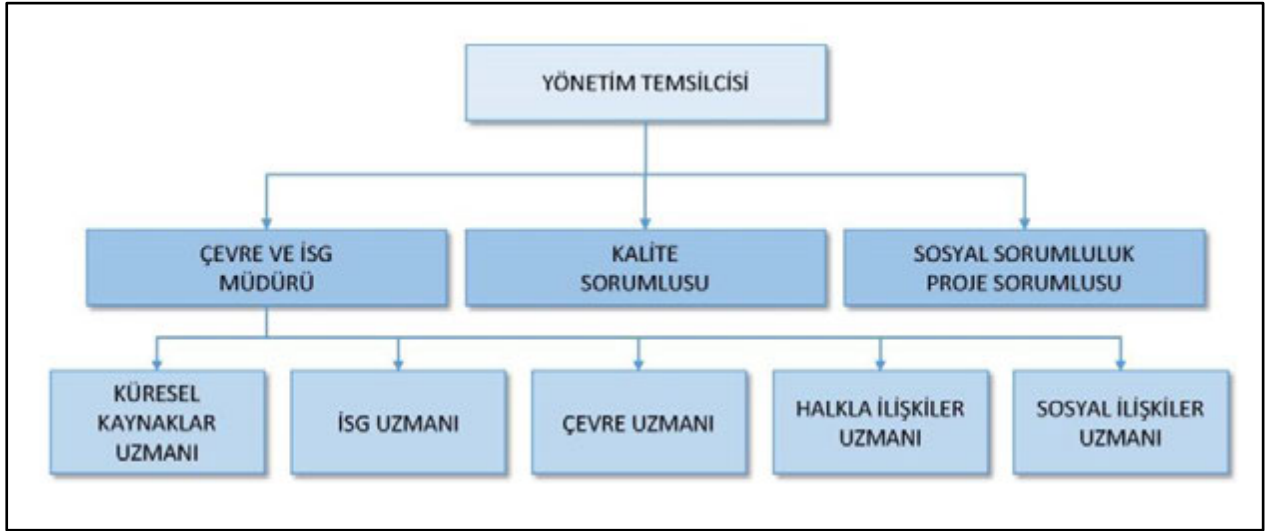 YÖNETİM TEMSİLCİSİ
ÇEVRE VE İSG
MÜDÜRÜ
KALİTE
SORUMLUSU
SOSYAL SORUMLULUK
PROJE SORUMLUSU
KÜRESEL
KAYNAKLAR
UZMANI
İSG UZMANI
ÇEVRE UZMANI
HALKLA İLİŞKİLER
UZMANI
SOSYAL İLİŞKİLER
UZMANI